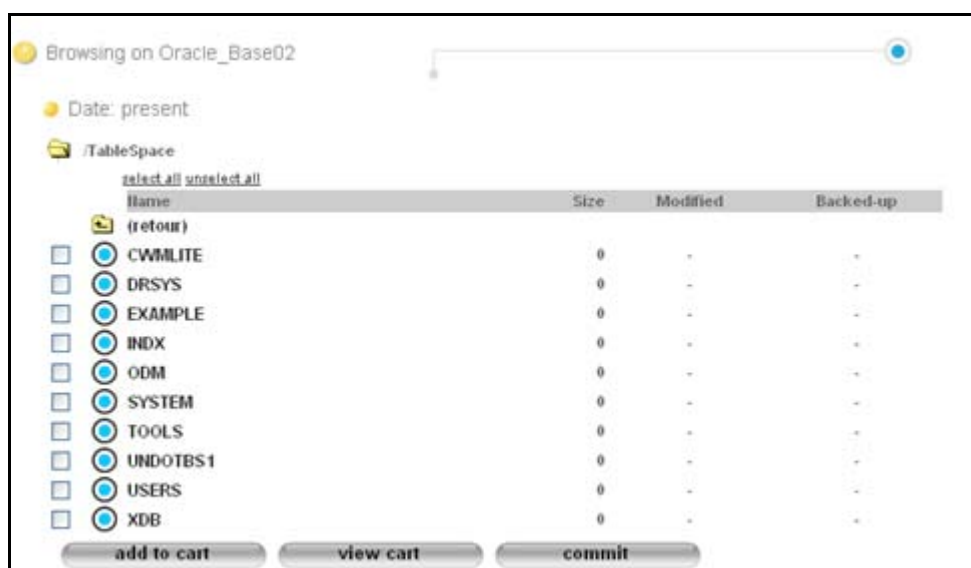 Browsing on Oracle_Base02
Date: present
/TableSpace
select all unselect all
Name Size Modified Backed-up
(retour)
CWMLITE 0 - -
DRSYS 0 - -
EXAMPLE 0 - -
INDX 0 - -
ODM 0 - -
SYSTEM 0 - -
TOOLS 0 - -
UNDOTBS1 0 - -
USERS 0 - -
XDB 0 - -
add to cart view cart commit